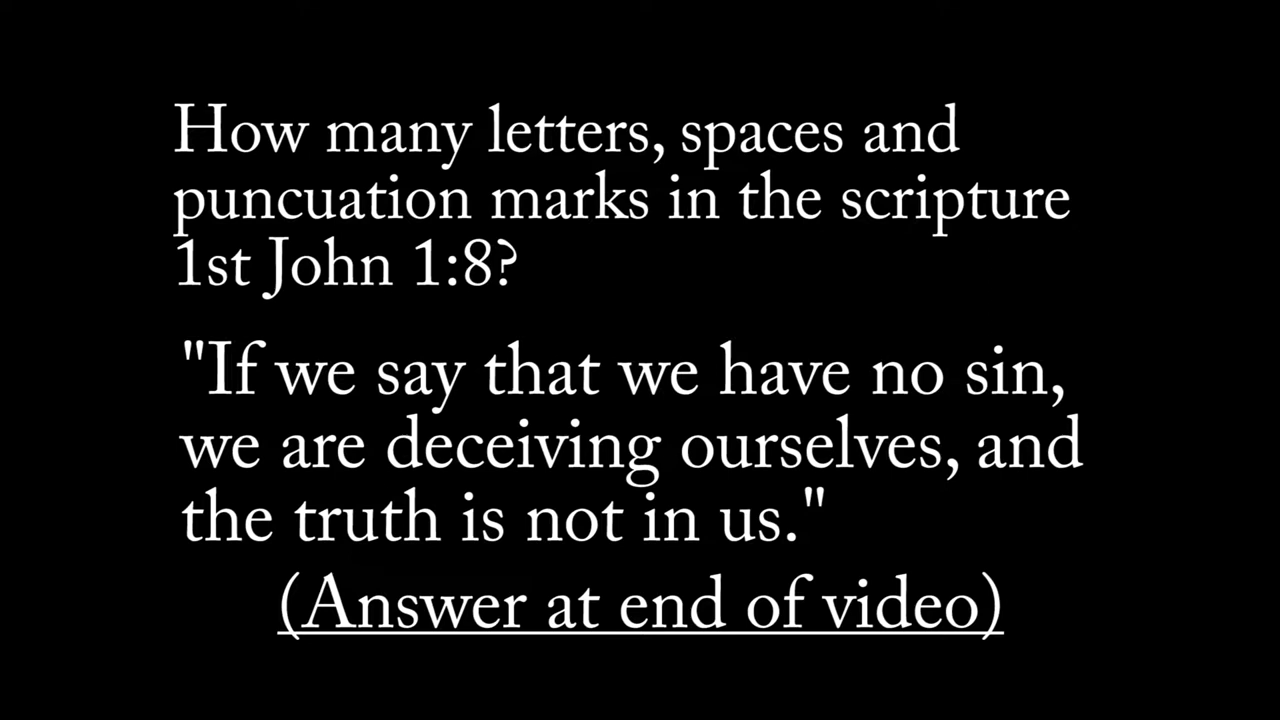 How many letters, spaces and
puncuation marks in the scripture
1st John 1:8?
"If we say that we have no sin,
we are deceiving ourselves, and
the truth is not in us."
(Answer at end of video)